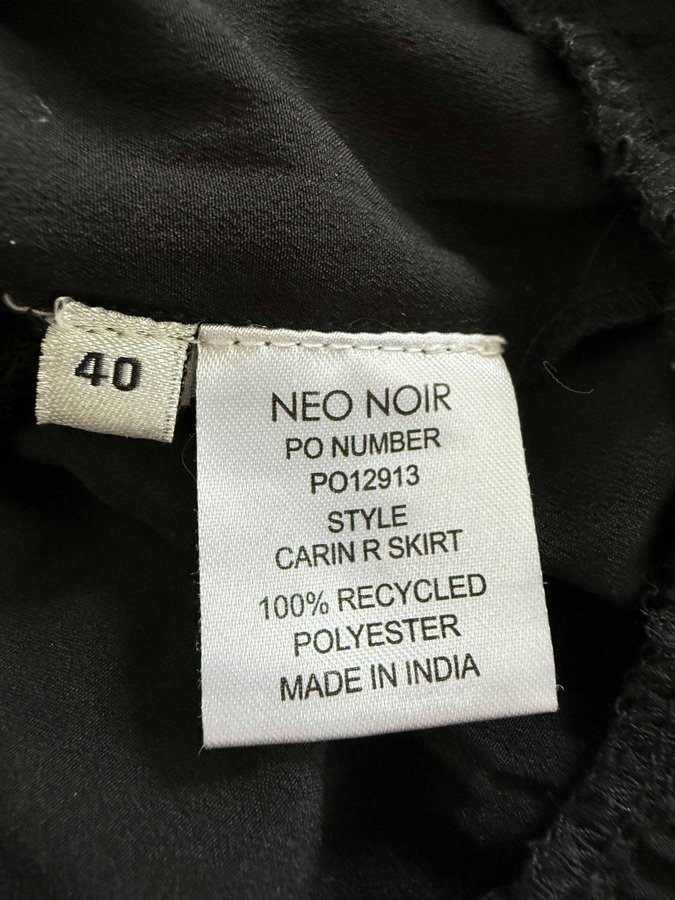 40
NEO NOIR
PO NUMBER
PO12913
STYLE
CARIN R SKIRT
100% RECYCLED
POLYESTER
MADE IN INDIA